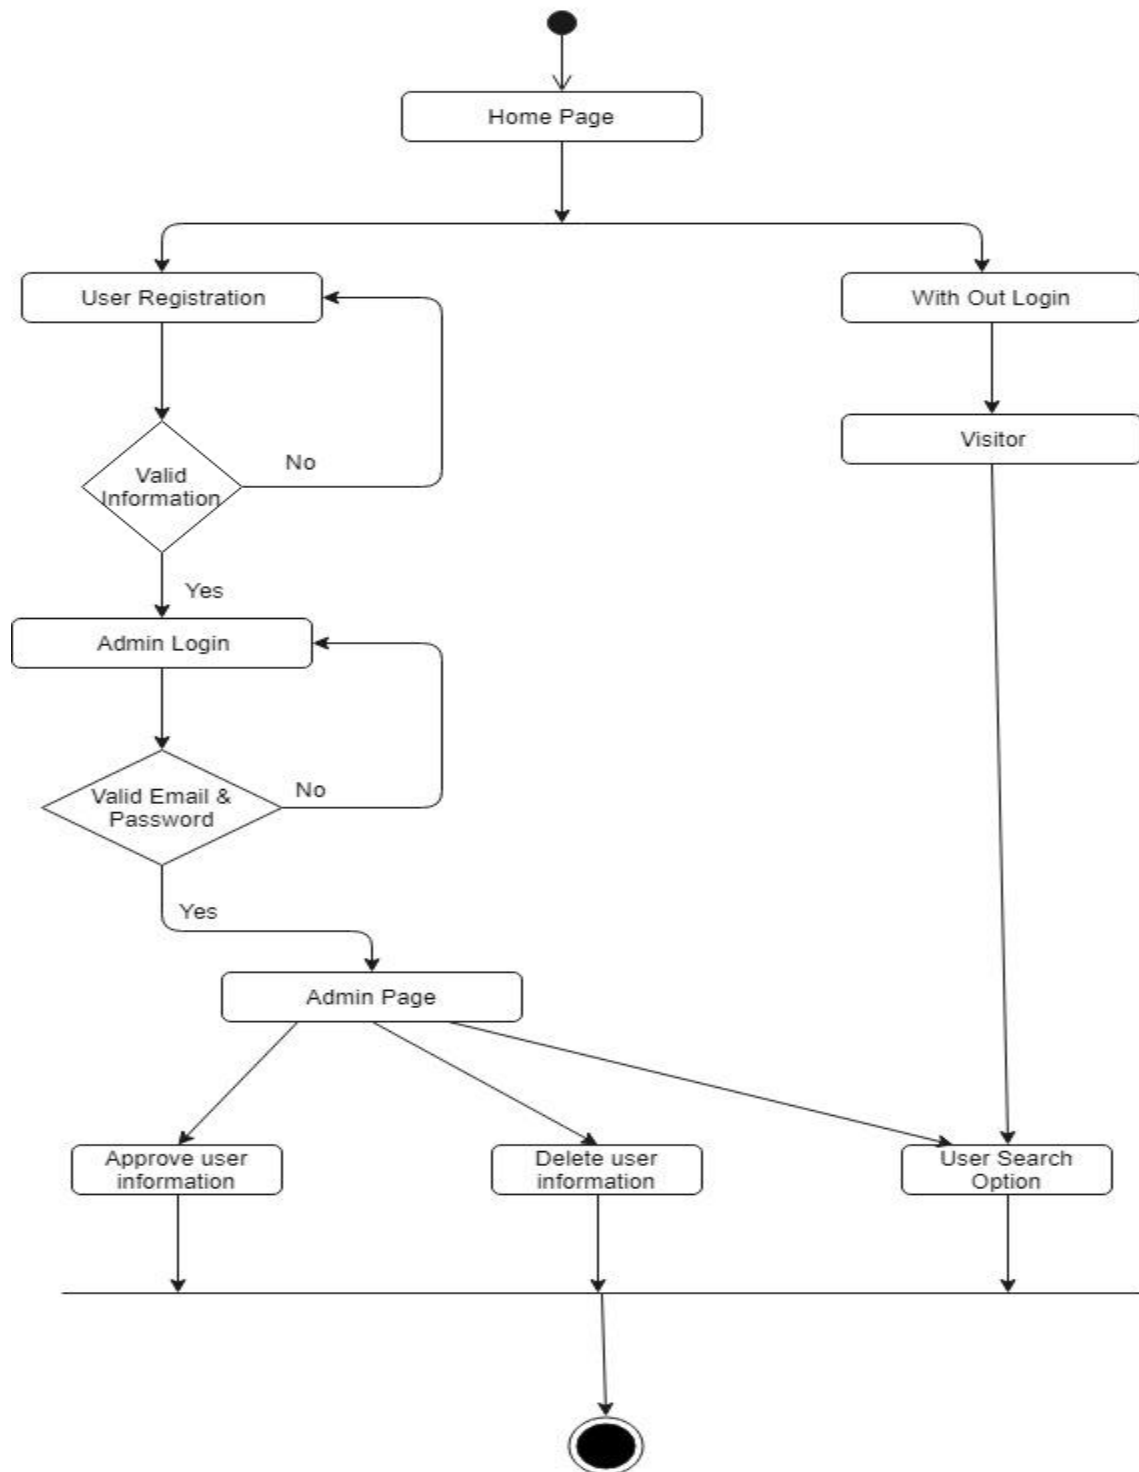 Home Page
User Registration
With Out Login
Visitor
No
Valid
Information
Yes
Admin Login
No
Valid Email &
Password
Yes
Admin Page
Approve user
information
Delete user
information
User Search
Option